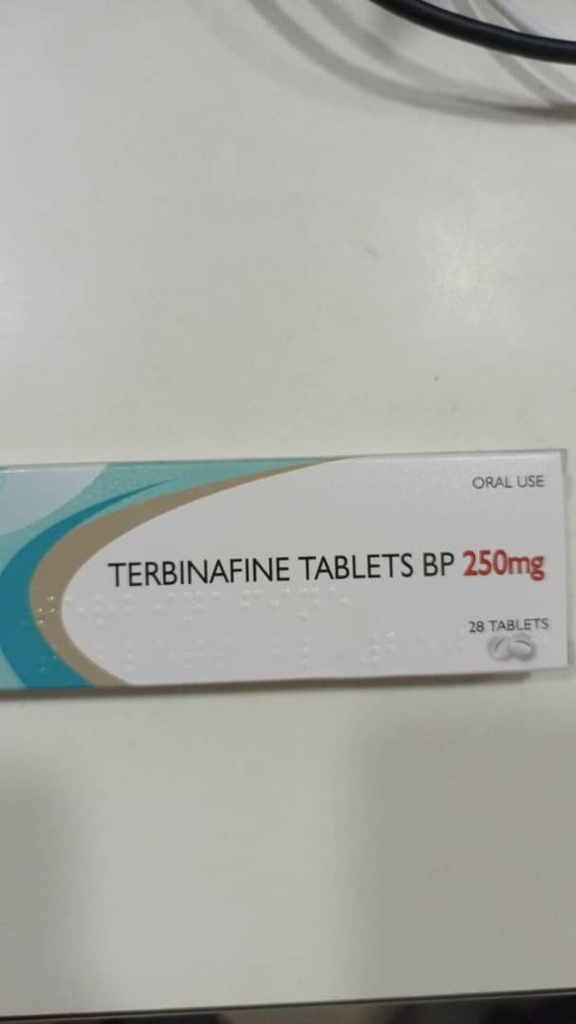 ORAL USE
TERBINAFINE TABLETS BP 250mg
28 TABLETS